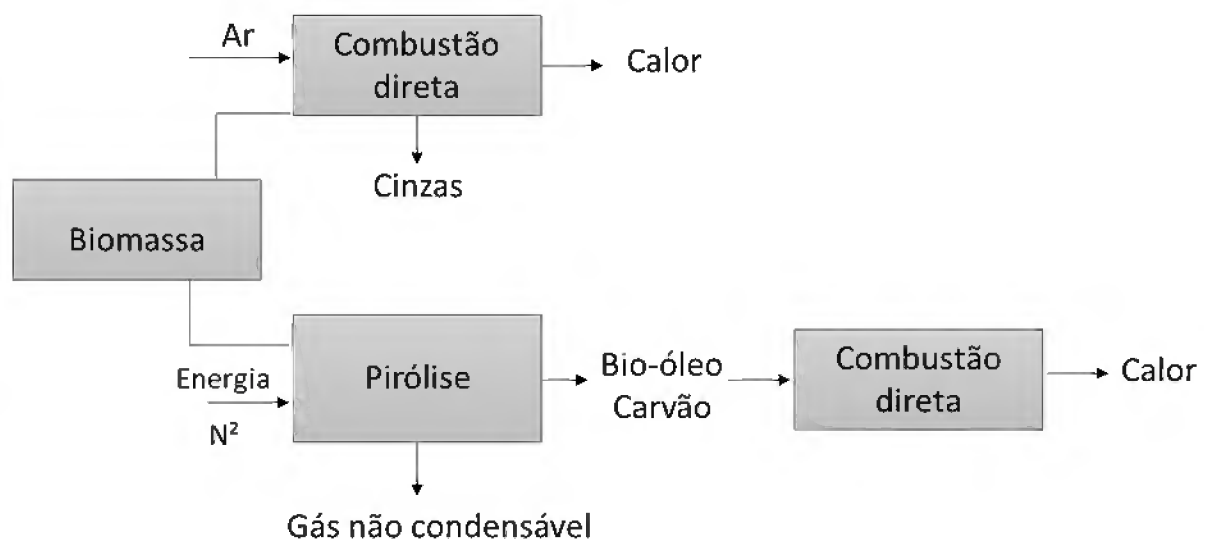 Ar
Combustão
direta
Calor
Cinzas
Biomassa
Energia
N²
Pirólise
Bio-óleo
Carvão
Combustão
direta
Calor
Gás não condensável